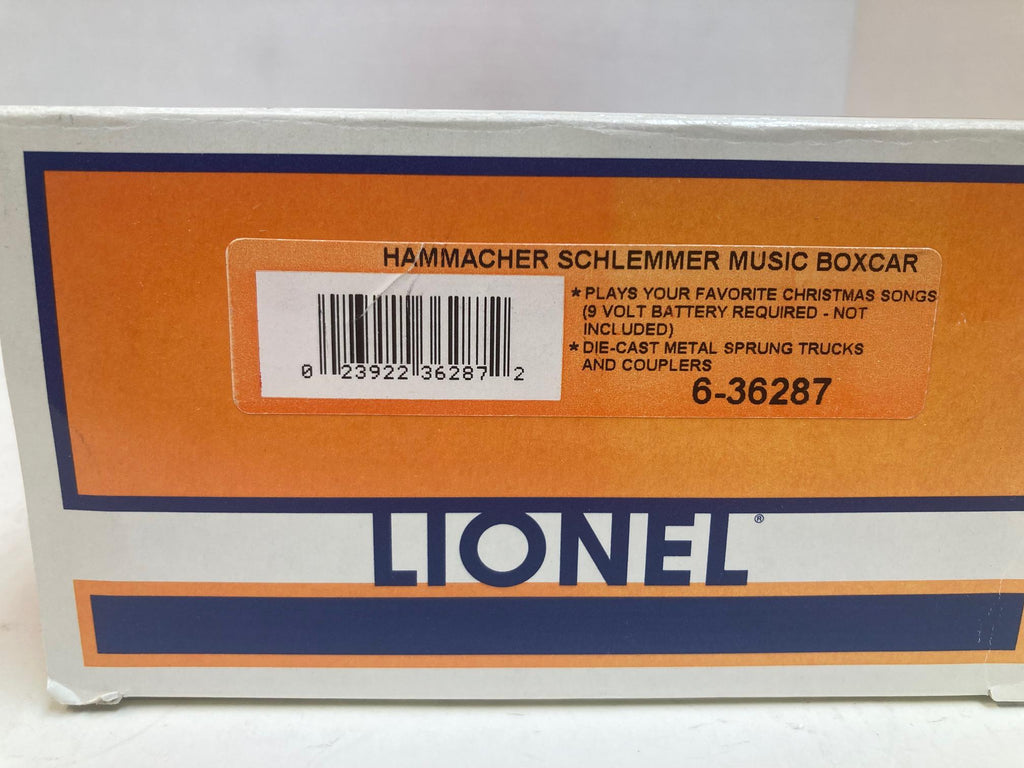 HAMMACHER SCHLEMMER MUSIC BOXCAR
* PLAYS YOUR FAVORITE CHRISTMAS SONGS
(9 VOLT BATTERY REQUIRED - NOT
INCLUDED)
* DIE-CAST METAL SPRUNG TRUCKS
AND COUPLERS
6-36287
0 23922 36287 2
LIONEL®